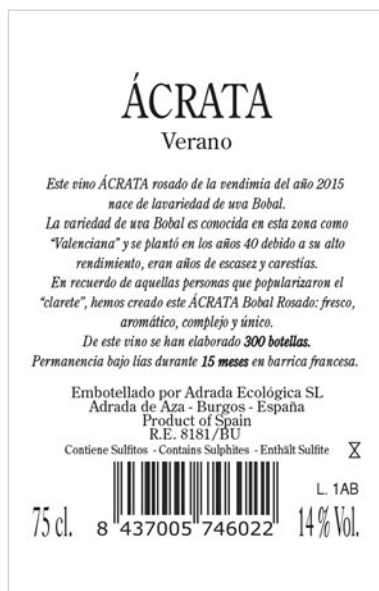 ÁCRATA
Verano
Este vino ÁCRATA rosado de la vendimia del año 2015
nace de lavariedad de uva Bobal.
La variedad de uva Bobal es conocida en esta zona como
“Valenciana” y se plantó en los años 40 debido a su alto
rendimiento, eran años de escasez y carestías.
En recuerdo de aquellas personas que popularizaron el
“clarete”, hemos creado este ÁCRATA Bobal Rosado: fresco,
aromático, complejo y único.
De este vino se han elaborado 300 botellas.
Permanencia bajo lías durante 15 meses en barrica francesa.
Embotellado por Adrada Ecológica SL
Adrada de Aza - Burgos - España
Product of Spain
R.E. 8181/BU
Contiene Sulfitos - Contains Sulphites - Enthält Sulfite
L. 1AB
75 cl.
8 437005 746022
14 % Vol.